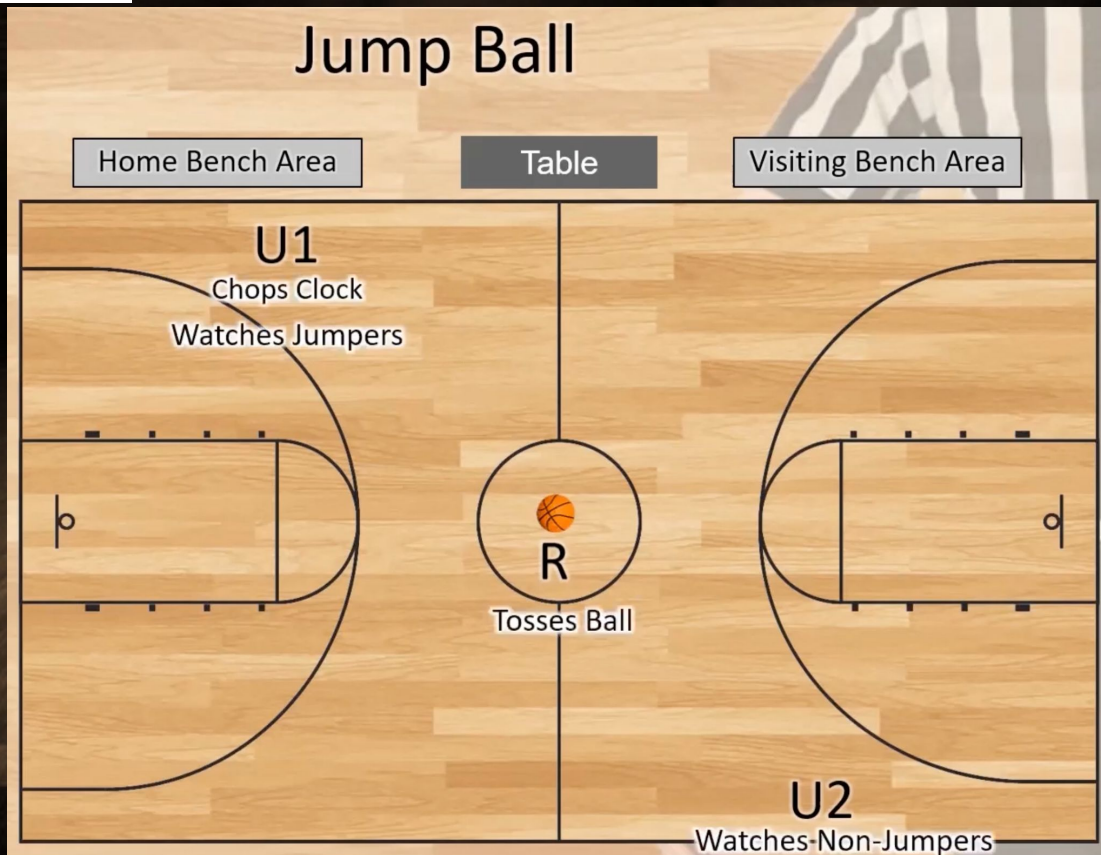 Jump Ball
Home Bench Area
Table
Visiting Bench Area
U1
Chops Clock
Watches Jumpers
R
Tosses Ball
U2
Watches Non-Jumpers